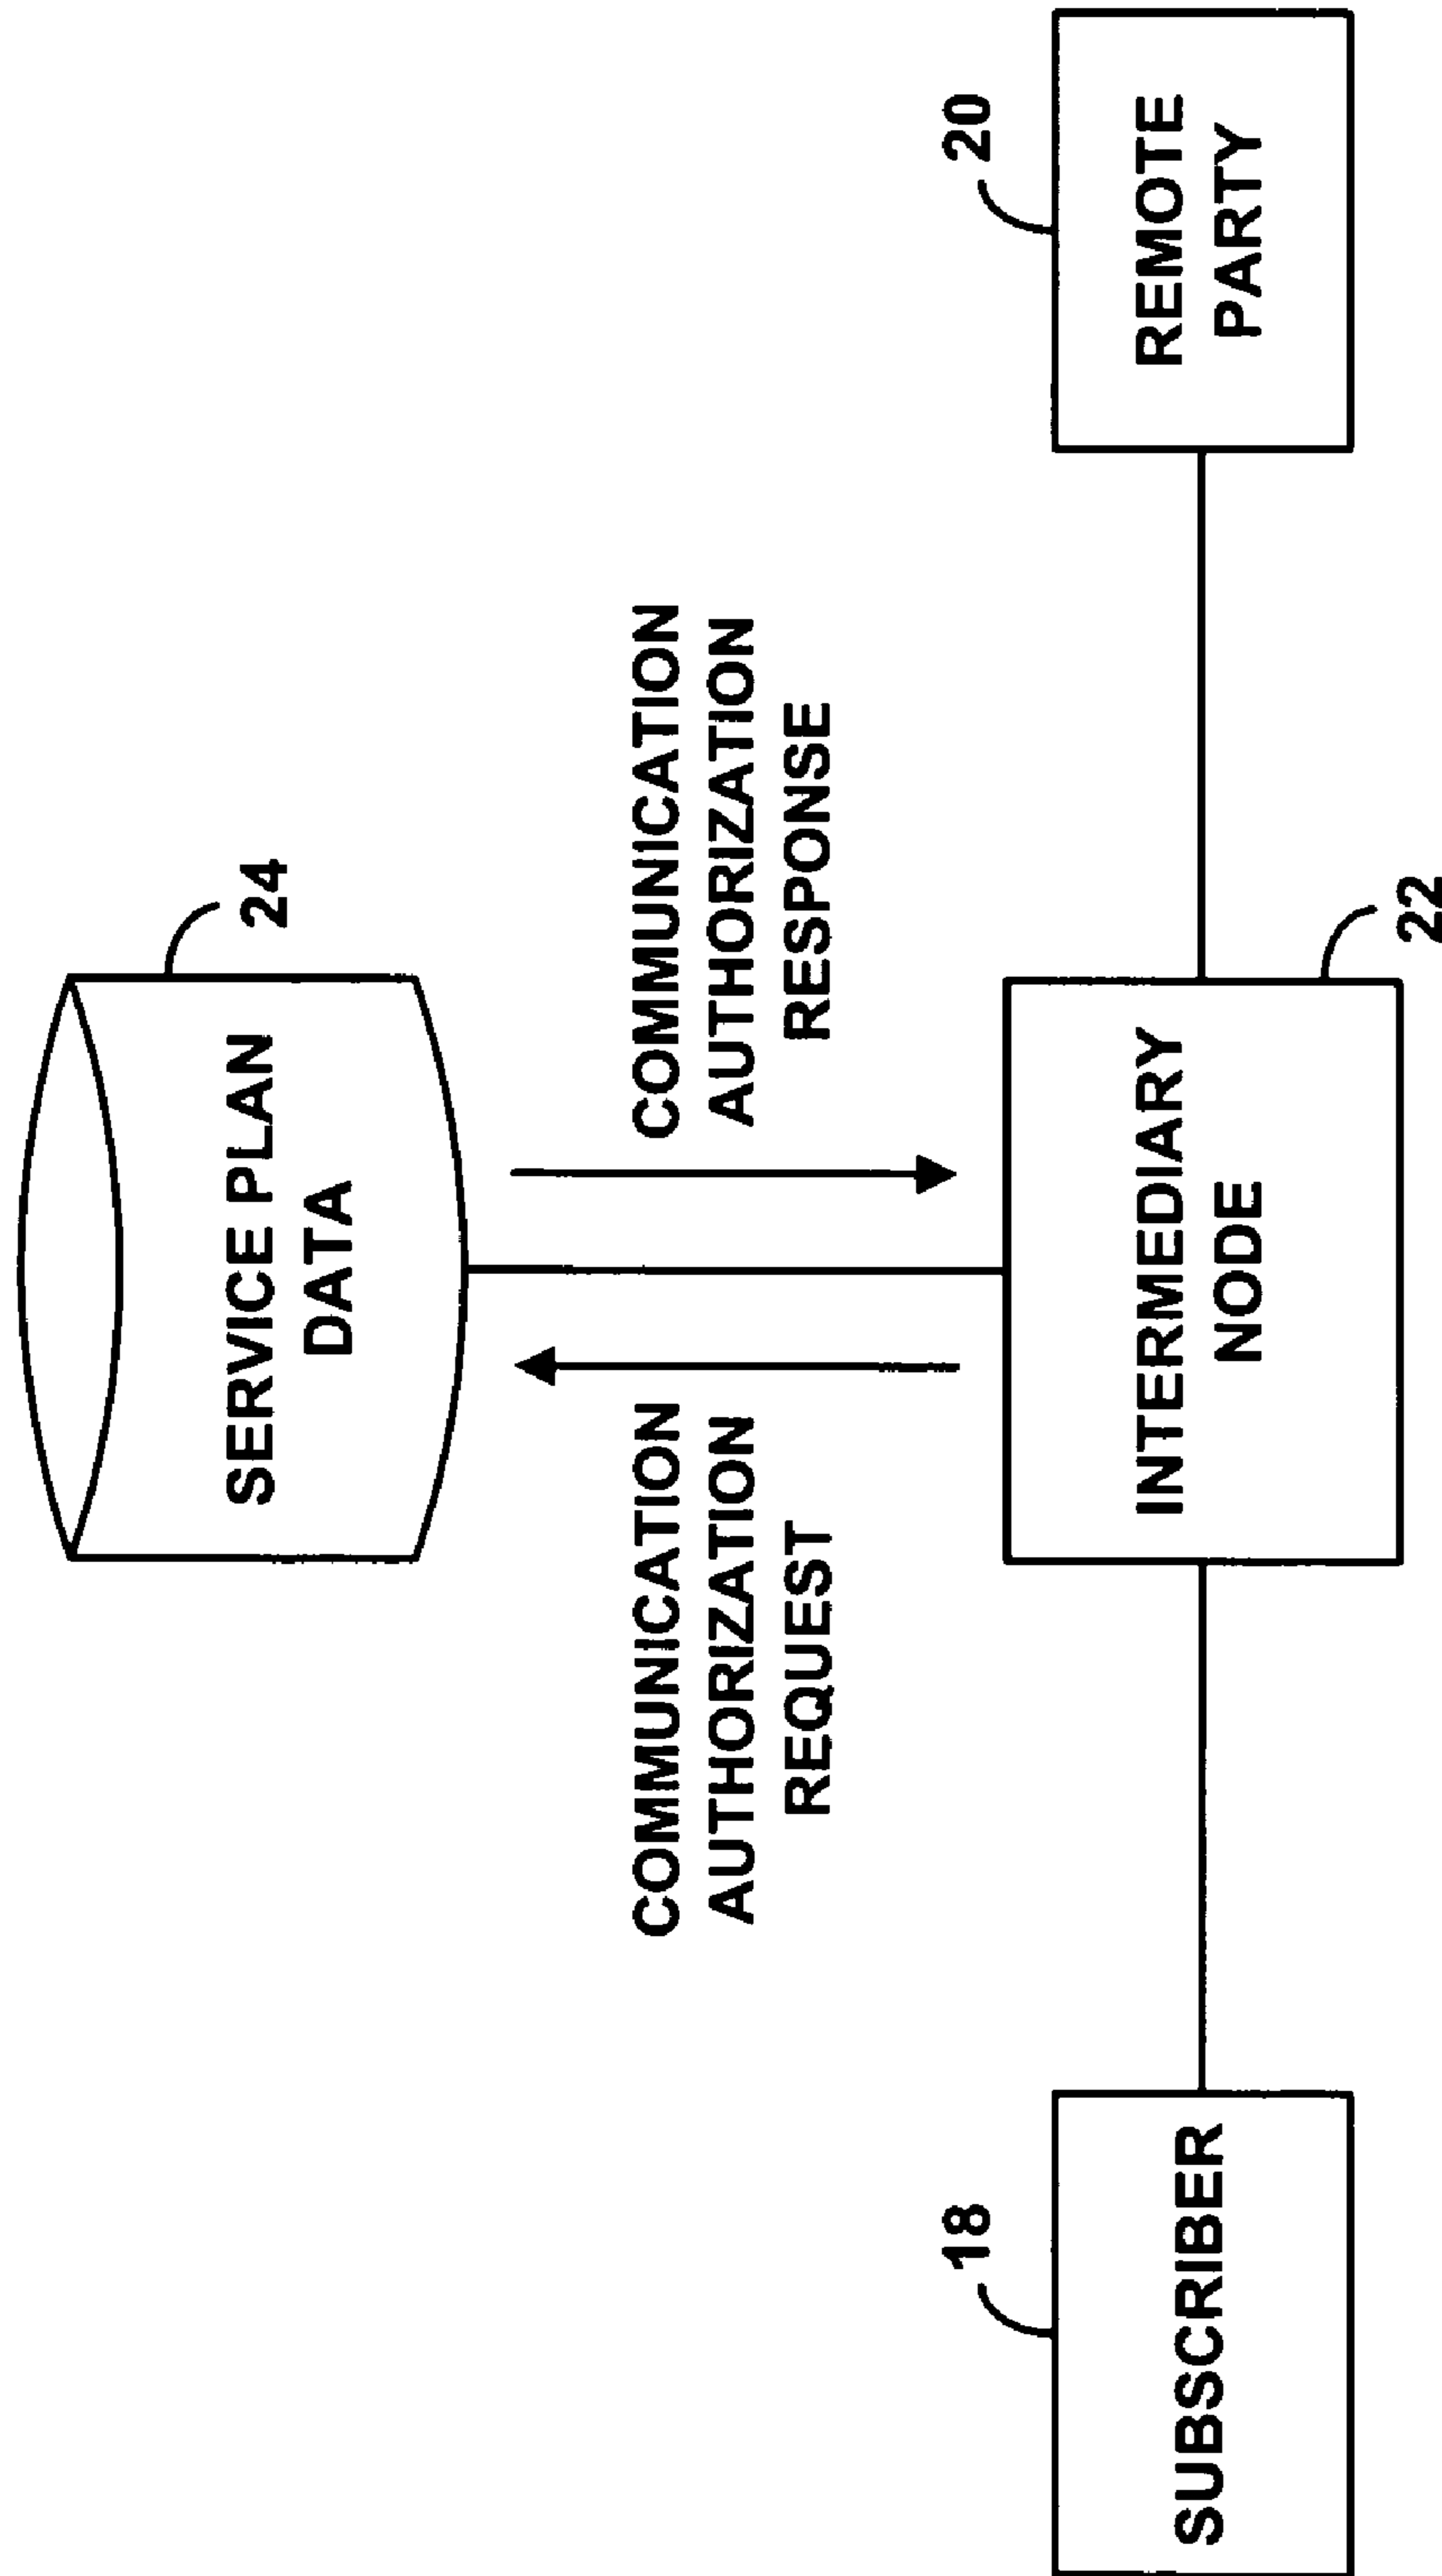 24
SERVICE PLAN
DATA
COMMUNICATION
AUTHORIZATION
REQUEST
COMMUNICATION
AUTHORIZATION
RESPONSE
18
SUBSCRIBER
INTERMEDIARY
NODE
22
20
REMOTE
PARTY